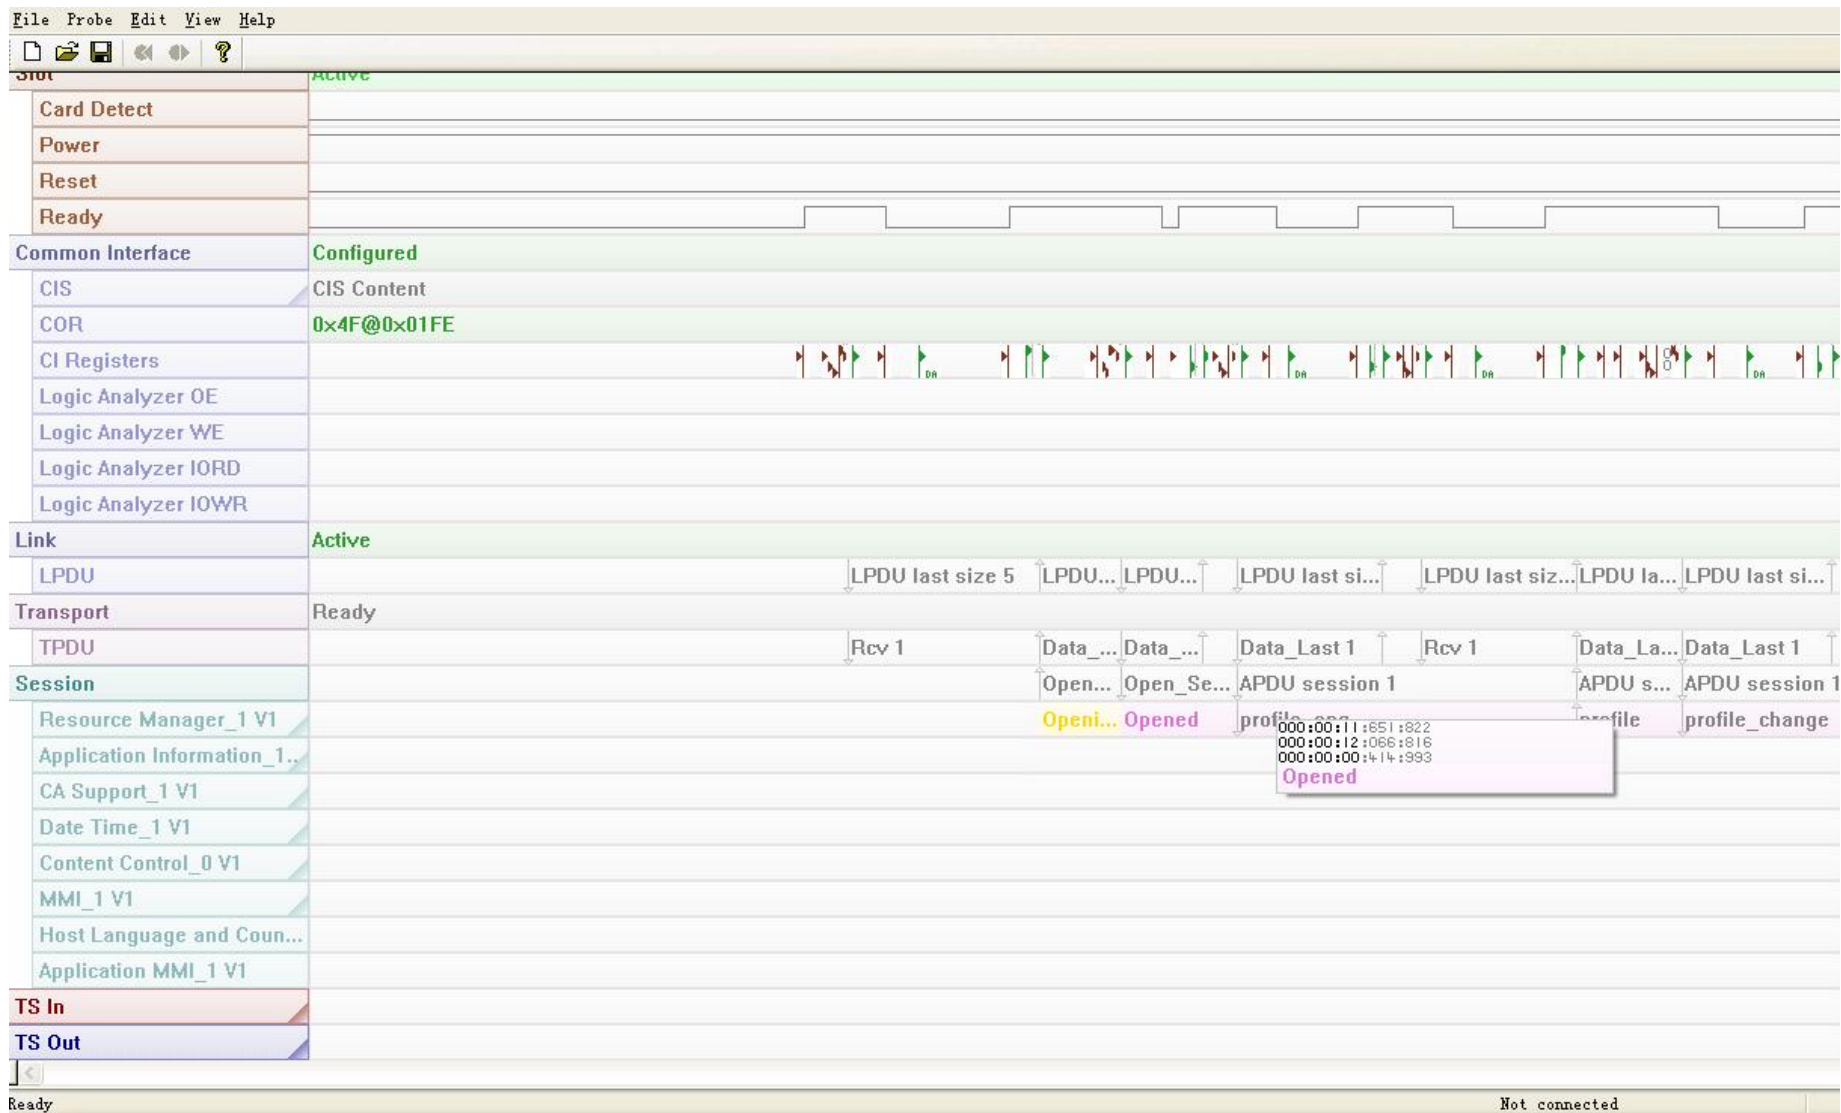 File Probe Edit View Help
Slot Active
Card Detect
Power
Reset
Ready
Common Interface Configured
CIS CIS Content
COR 0x4F@0x01FE
CI Registers DA DA DA DA
Logic Analyzer OE
Logic Analyzer WE
Logic Analyzer IORD
Logic Analyzer IOWR
Link Active
LPDU LPDU last size 5 LPDU... LPDU... LPDU last si... LPDU last siz... LPDU la... LPDU last si...
Transport Ready
TPDU Rcv 1 Data_... Data_... Data_Last 1 Rcv 1 Data_La... Data_Last 1
Session Open... Open_Se... APDU session 1 APDU s... APDU session 1
Resource Manager_1 V1 Openi... Opened profile profile_change
000:00:11:651:822
000:00:12:066:816
000:00:00:414:993
Opened
Application Information_1..
CA Support_1 V1
Date Time_1 V1
Content Control_0 V1
MMI_1 V1
Host Language and Coun...
Application MMI_1 V1
TS In
TS Out
Ready Not connected